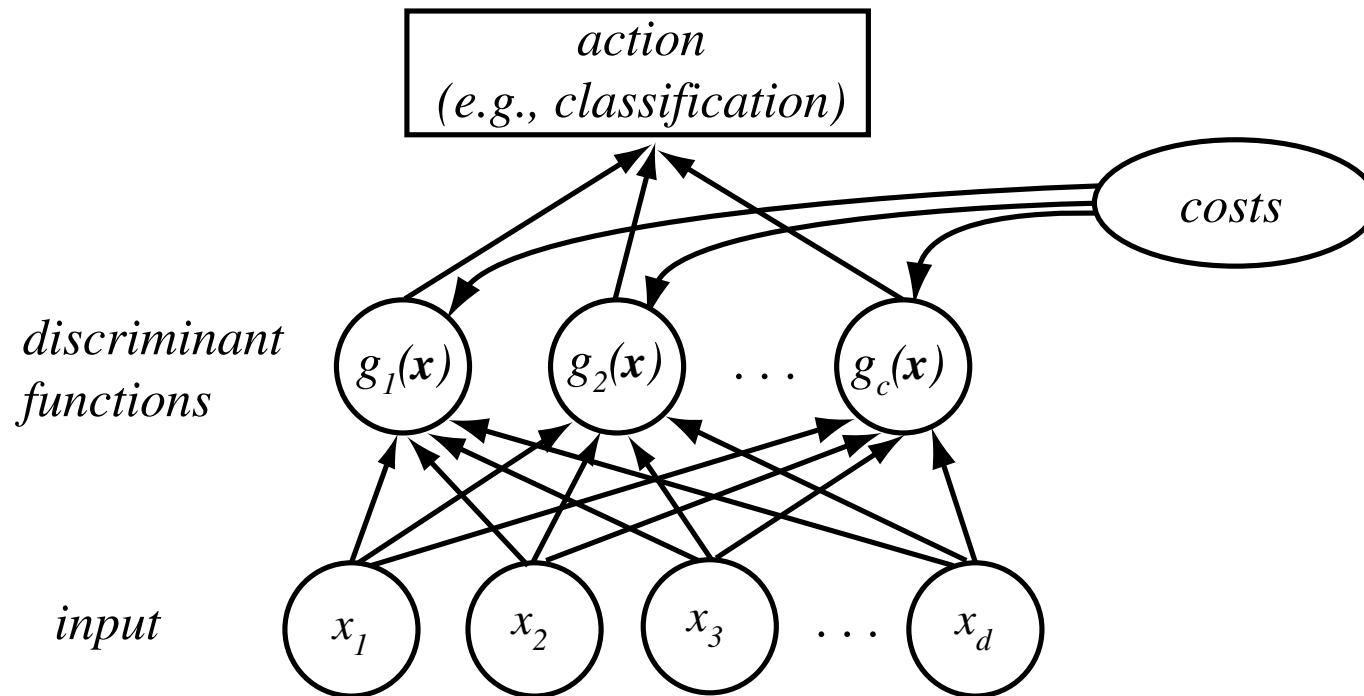 action
(e.g., classification)
costs
discriminant
functions
g1(x)
g2(x)
. . .
gc(x)
input
x1
x2
x3
. . .
xd